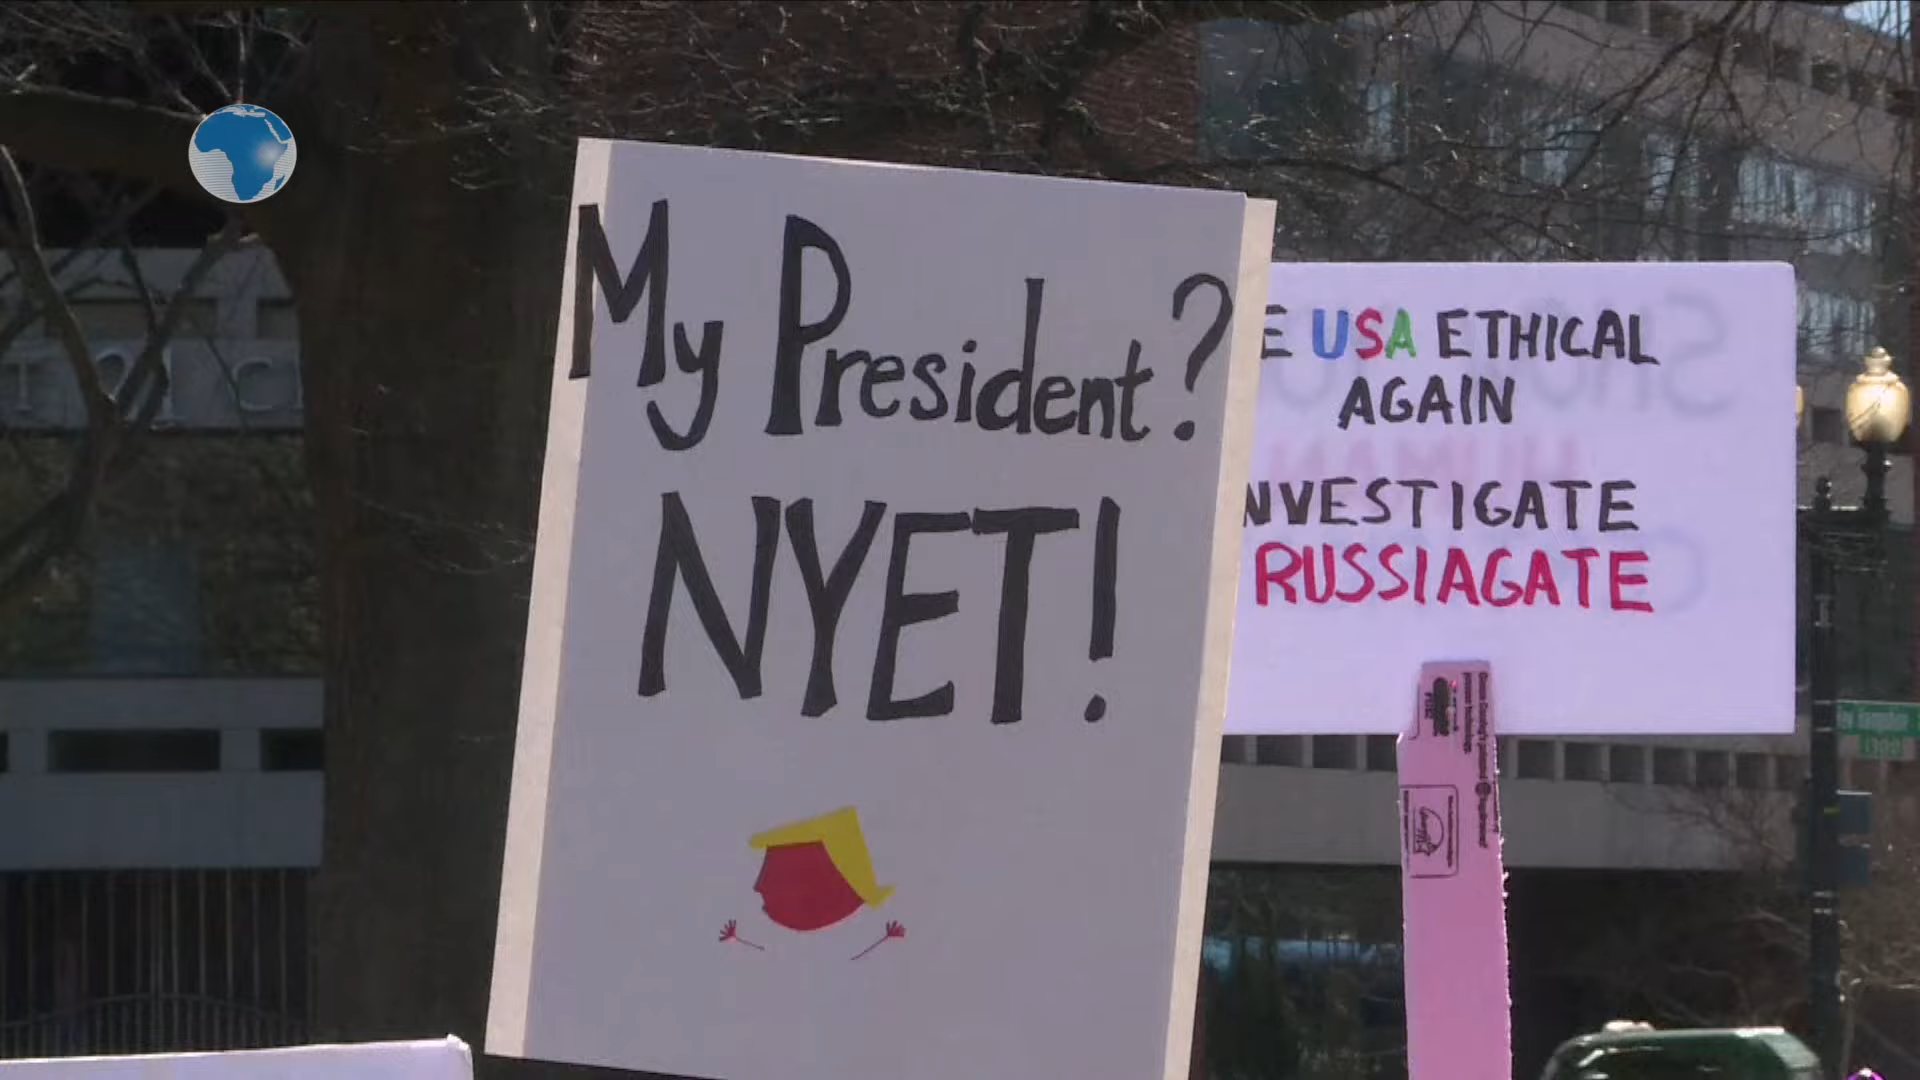 My President?
NYET!
E USA ETHICAL
AGAIN
NVESTIGATE
RUSSIAGATE